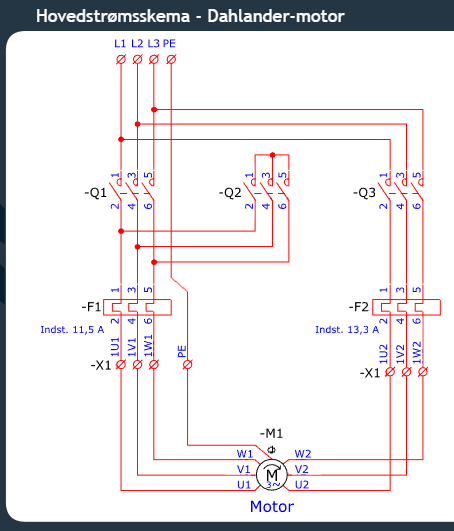 Hovedstrømsskema - Dahlander-motor
L1 L2 L3 PE
1 3 5 1 3 5 1 3 5
-Q1 -Q2 -Q3
2 4 6 2 4 6 2 4 6
1 3 5 1 3 5
-F1 -F2
Indst. 11,5 A 2 4 6 Indst. 13,3 A 2 4 6
1U1 1V1 1W1 PE 1U2 1V2 1W2
-X1 -X1
-M1
W1 W2
V1 M V2
U1 3~ U2
Motor